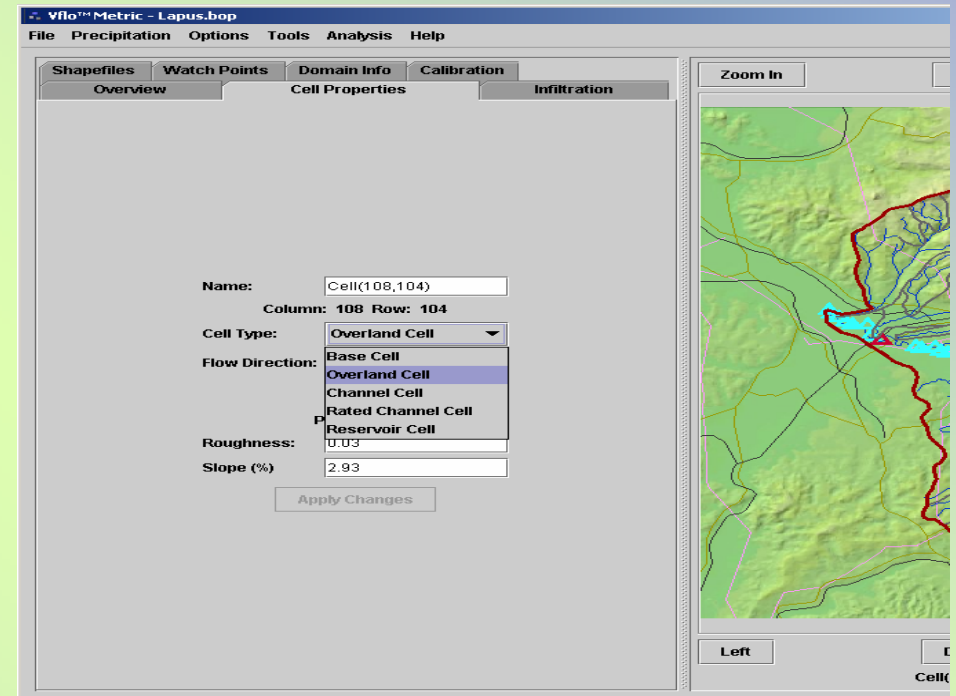 Vflo™ Metric - Lapus.bop
File Precipitation Options Tools Analysis Help
Shapefiles Watch Points Domain Info Calibration
Overview Cell Properties Infiltration
Zoom In
Name: Cell(108,104)
Column: 108 Row: 104
Cell Type: Overland Cell
Flow Direction:
Base Cell
Overland Cell
Channel Cell
Rated Channel Cell
Reservoir Cell
P
Roughness: 0.03
Slope (%) 2.93
Apply Changes
Left
Cell(